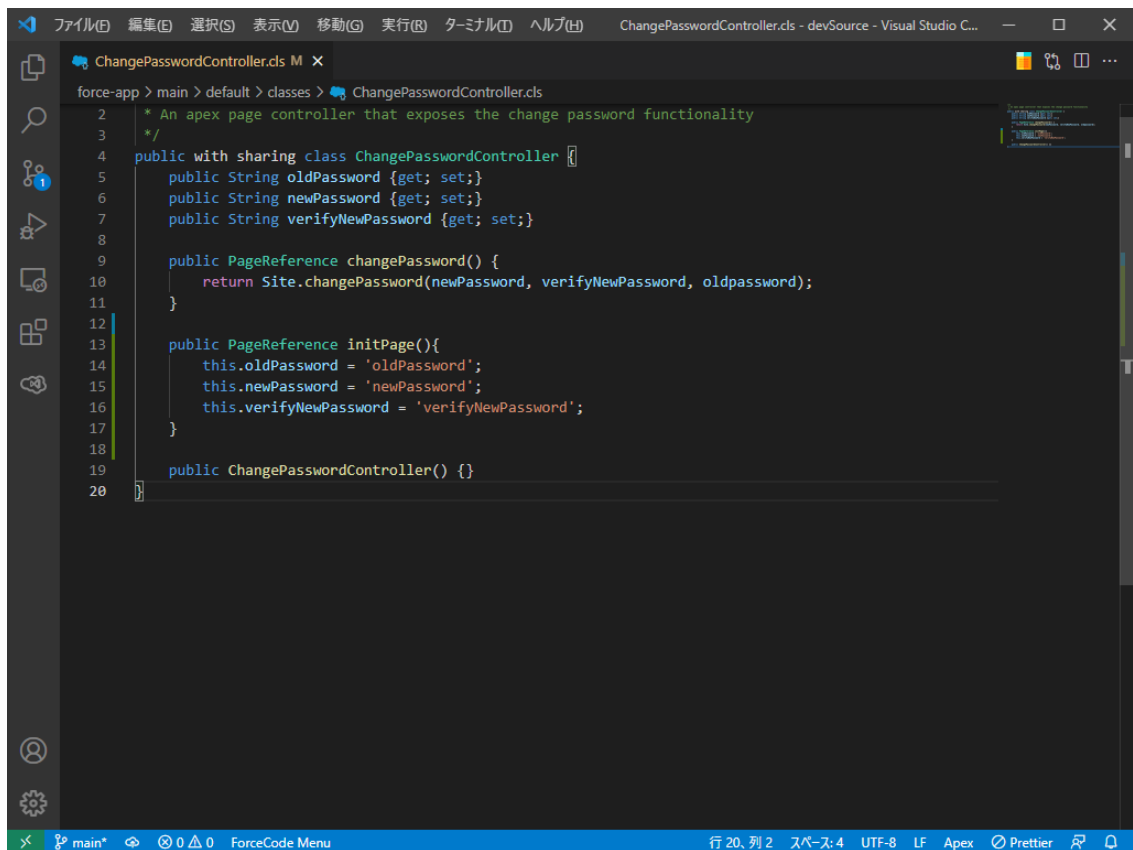 ファイル(F) 編集(E) 選択(S) 表示(V) 移動(G) 実行(R) ターミナル(T) ヘルプ(H) ChangePasswordController.cls - devSource - Visual Studio C...
ChangePasswordController.cls M
force-app > main > default > classes > ChangePasswordController.cls
2 * An apex page controller that exposes the change password functionality
3 */
4 public with sharing class ChangePasswordController {
5 public String oldPassword {get; set;}
6 public String newPassword {get; set;}
7 public String verifyNewPassword {get; set;}
8
9 public PageReference changePassword() {
10 return Site.changePassword(newPassword, verifyNewPassword, oldpassword);
11 }
12
13 public PageReference initPage(){
14 this.oldPassword = 'oldPassword';
15 this.newPassword = 'newPassword';
16 this.verifyNewPassword = 'verifyNewPassword';
17 }
18
19 public ChangePasswordController() {}
20 }
1
main* 0 0 ForceCode Menu 行 20、列 2 スペース: 4 UTF-8 LF Apex Prettier